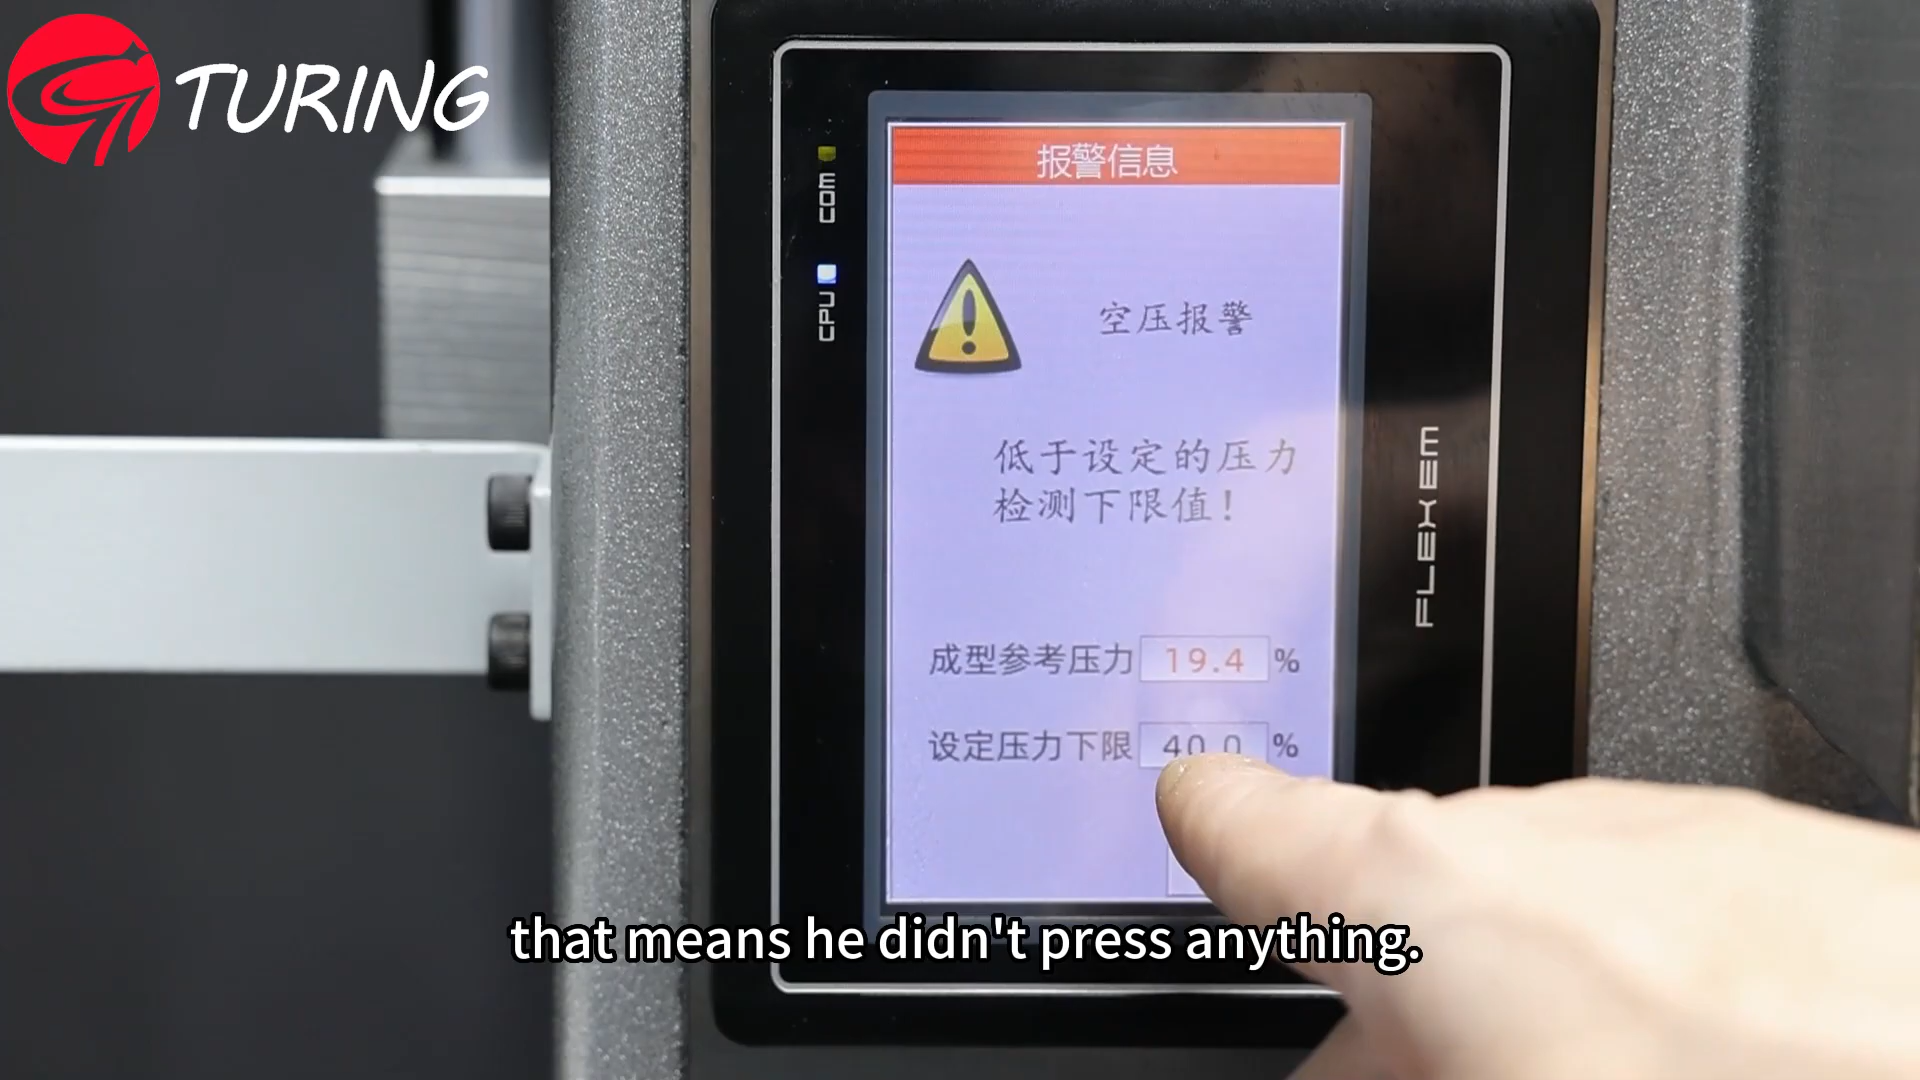 TURING
报警信息
COM
CPU
空压报警
低于设定的压力
检测下限值!
FLEXEM
成型参考压力 19.4 %
设定压力下限 40.0 %
that means he didn't press anything.